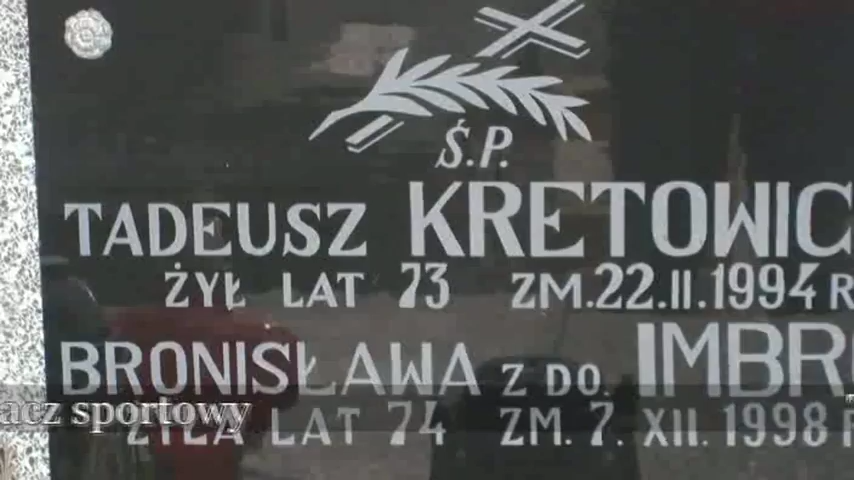 Ś.P.
TADEUSZ KRETOWIC
ŻYŁ LAT 73 ZM. 22. II. 1994 R
BRONISŁAWA Z DO. IMBR
acz sportowy
ŻYŁA LAT 74 ZM. 7. XII. 1998 R